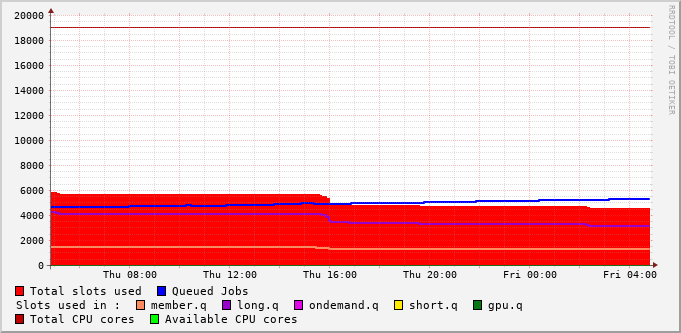 20000
18000
16000
14000
12000
10000
8000
6000
4000
2000
0
Thu 08:00 Thu 12:00 Thu 16:00 Thu 20:00 Fri 00:00 Fri 04:00
Total slots used Queued Jobs
Slots used in : member.q long.q ondemand.q short.q gpu.q
Total CPU cores Available CPU cores
RRDTOOL / TOBI OETIKER